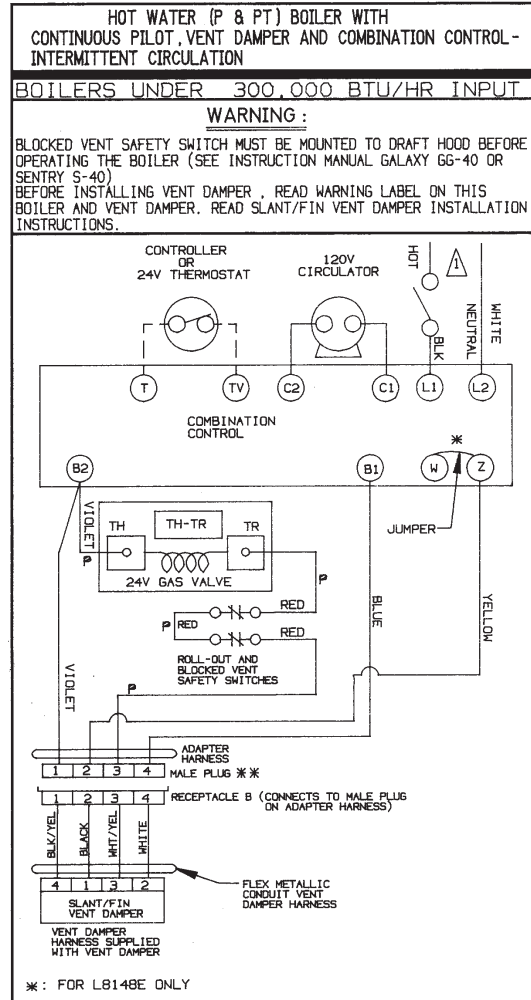 HOT WATER (P & PT) BOILER WITH
CONTINUOUS PILOT, VENT DAMPER AND COMBINATION CONTROL-
INTERMITTENT CIRCULATION
BOILERS UNDER 300,000 BTU/HR INPUT
WARNING :
BLOCKED VENT SAFETY SWITCH MUST BE MOUNTED TO DRAFT HOOD BEFORE
OPERATING THE BOILER (SEE INSTRUCTION MANUAL GALAXY GG-40 OR
SENTRY S-40)
BEFORE INSTALLING VENT DAMPER , READ WARNING LABEL ON THIS
BOILER AND VENT DAMPER. READ SLANT/FIN VENT DAMPER INSTALLATION
INSTRUCTIONS.
CONTROLLER
OR
24V THERMOSTAT
120V
CIRCULATOR
HOT
1
BLK
NEUTRAL
WHITE
T
TV
C2
C1
L1
L2
COMBINATION
CONTROL
B2
B1
W
*
Z
JUMPER
VIOLET
P
TH
TH-TR
TR
24V GAS VALVE
P
RED
P
RED
RED
ROLL-OUT AND
BLOCKED VENT
SAFETY SWITCHES
BLUE
YELLOW
VIOLET
P
ADAPTER
HARNESS
1 2 3 4
MALE PLUG **
1 2 3 4
RECEPTACLE B (CONNECTS TO MALE PLUG
ON ADAPTER HARNESS)
BLK/YEL
BLACK
WHT/YEL
WHITE
4 1 3 2
SLANT/FIN
VENT DAMPER
FLEX METALLIC
CONDUIT VENT
DAMPER HARNESS
VENT DAMPER
HARNESS SUPPLIED
WITH VENT DAMPER
*: FOR L8148E ONLY